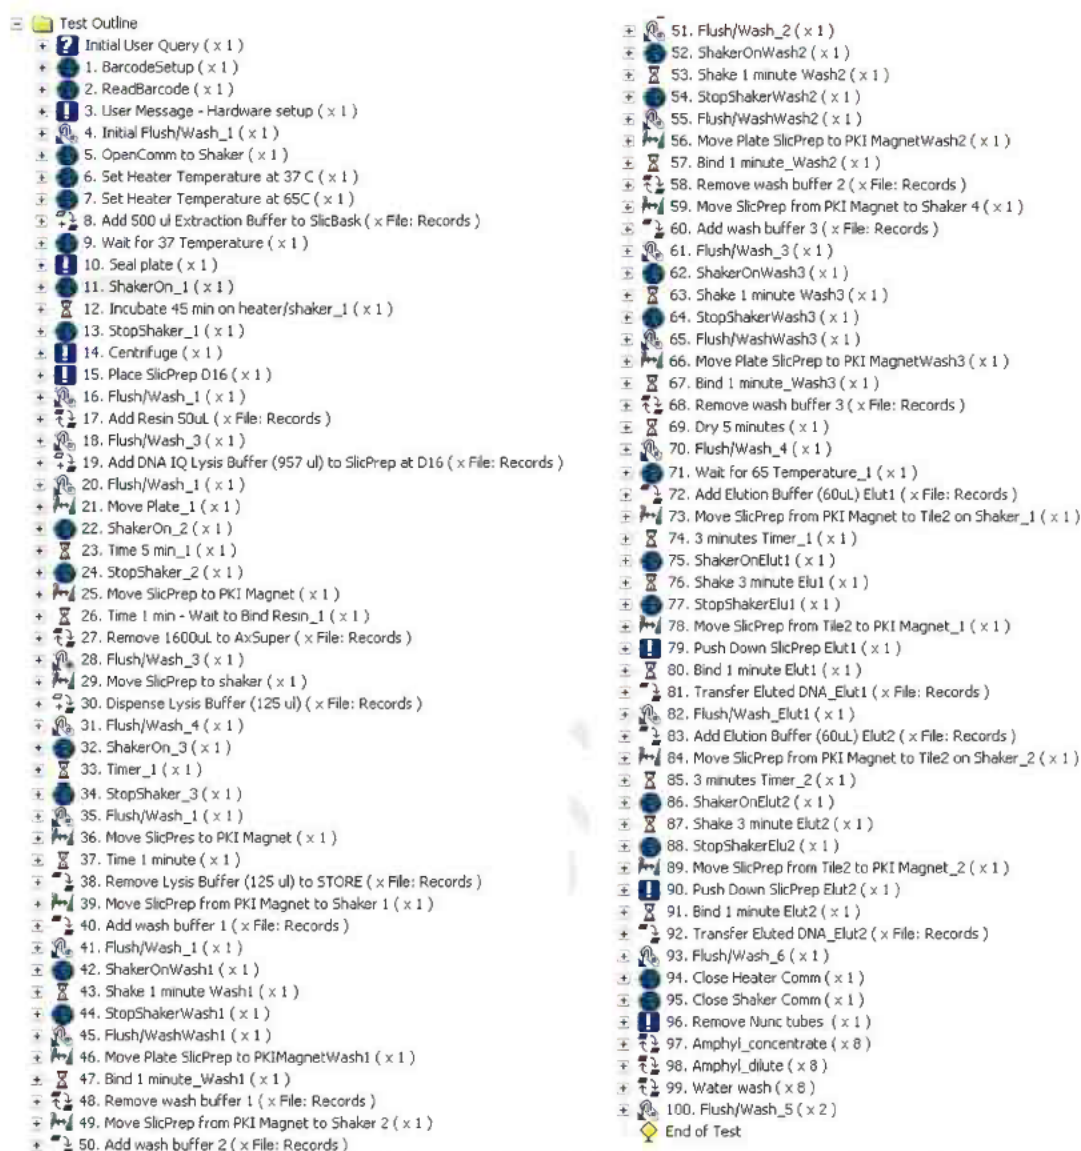 Test Outline
Initial User Query ( x 1 )
1. BarcodeSetup ( x 1 )
2. ReadBarcode ( x 1 )
3. User Message - Hardware setup ( x 1 )
4. Initial Flush/Wash_1 ( x 1 )
5. OpenComm to Shaker ( x 1 )
6. Set Heater Temperature at 37 C ( x 1 )
7. Set Heater Temperature at 65C ( x 1 )
8. Add 500 ul Extraction Buffer to SlicBask ( x File: Records )
9. Wait for 37 Temperature ( x 1 )
10. Seal plate ( x 1 )
11. ShakerOn_1 ( x 1 )
12. Incubate 45 min on heater/shaker_1 ( x 1 )
13. StopShaker_1 ( x 1 )
14. Centrifuge ( x 1 )
15. Place SlicPrep D16 ( x 1 )
16. Flush/Wash_1 ( x 1 )
17. Add Resin 50uL ( x File: Records )
18. Flush/Wash_3 ( x 1 )
19. Add DNA IQ Lysis Buffer (957 ul) to SlicPrep at D16 ( x File: Records )
20. Flush/Wash_1 ( x 1 )
21. Move Plate_1 ( x 1 )
22. ShakerOn_2 ( x 1 )
23. Time 5 min_1 ( x 1 )
24. StopShaker_2 ( x 1 )
25. Move SlicPrep to PKI Magnet ( x 1 )
26. Time 1 min - Wait to Bind Resin_1 ( x 1 )
27. Remove 1600uL to AxSuper ( x File: Records )
28. Flush/Wash_3 ( x 1 )
29. Move SlicPrep to shaker ( x 1 )
30. Dispense Lysis Buffer (125 ul) ( x File: Records )
31. Flush/Wash_4 ( x 1 )
32. ShakerOn_3 ( x 1 )
33. Timer_1 ( x 1 )
34. StopShaker_3 ( x 1 )
35. Flush/Wash_1 ( x 1 )
36. Move SlicPres to PKI Magnet ( x 1 )
37. Time 1 minute ( x 1 )
38. Remove Lysis Buffer (125 ul) to STORE ( x File: Records )
39. Move SlicPrep from PKI Magnet to Shaker 1 ( x 1 )
40. Add wash buffer 1 ( x File: Records )
41. Flush/Wash_1 ( x 1 )
42. ShakerOnWash1 ( x 1 )
43. Shake 1 minute Wash1 ( x 1 )
44. StopShakerWash1 ( x 1 )
45. Flush/WashWash1 ( x 1 )
46. Move Plate SlicPrep to PKIMagnetWash1 ( x 1 )
47. Bind 1 minute_Wash1 ( x 1 )
48. Remove wash buffer 1 ( x File: Records )
49. Move SlicPrep from PKI Magnet to Shaker 2 ( x 1 )
50. Add wash buffer 2 ( x File: Records )
51. Flush/Wash_2 ( x 1 )
52. ShakerOnWash2 ( x 1 )
53. Shake 1 minute Wash2 ( x 1 )
54. StopShakerWash2 ( x 1 )
55. Flush/WashWash2 ( x 1 )
56. Move Plate SlicPrep to PKI MagnetWash2 ( x 1 )
57. Bind 1 minute_Wash2 ( x 1 )
58. Remove wash buffer 2 ( x File: Records )
59. Move SlicPrep from PKI Magnet to Shaker 4 ( x 1 )
60. Add wash buffer 3 ( x File: Records )
61. Flush/Wash_3 ( x 1 )
62. ShakerOnWash3 ( x 1 )
63. Shake 1 minute Wash3 ( x 1 )
64. StopShakerWash3 ( x 1 )
65. Flush/WashWash3 ( x 1 )
66. Move Plate SlicPrep to PKI MagnetWash3 ( x 1 )
67. Bind 1 minute_Wash3 ( x 1 )
68. Remove wash buffer 3 ( x File: Records )
69. Dry 5 minutes ( x 1 )
70. Flush/Wash_4 ( x 1 )
71. Wait for 65 Temperature_1 ( x 1 )
72. Add Elution Buffer (60uL) Elut1 ( x File: Records )
73. Move SlicPrep from PKI Magnet to Tile2 on Shaker_1 ( x 1 )
74. 3 minutes Timer_1 ( x 1 )
75. ShakerOnElut1 ( x 1 )
76. Shake 3 minute Elu1 ( x 1 )
77. StopShakerElu1 ( x 1 )
78. Move SlicPrep from Tile2 to PKI Magnet_1 ( x 1 )
79. Push Down SlicPrep Elut1 ( x 1 )
80. Bind 1 minute Elut1 ( x 1 )
81. Transfer Eluted DNA_Elut1 ( x File: Records )
82. Flush/Wash_Elut1 ( x 1 )
83. Add Elution Buffer (60uL) Elut2 ( x File: Records )
84. Move SlicPrep from PKI Magnet to Tile2 on Shaker_2 ( x 1 )
85. 3 minutes Timer_2 ( x 1 )
86. ShakerOnElut2 ( x 1 )
87. Shake 3 minute Elut2 ( x 1 )
88. StopShakerElu2 ( x 1 )
89. Move SlicPrep from Tile2 to PKI Magnet_2 ( x 1 )
90. Push Down SlicPrep Elut2 ( x 1 )
91. Bind 1 minute Elut2 ( x 1 )
92. Transfer Eluted DNA_Elut2 ( x File: Records )
93. Flush/Wash_6 ( x 1 )
94. Close Heater Comm ( x 1 )
95. Close Shaker Comm ( x 1 )
96. Remove Nunc tubes ( x 1 )
97. Amphyl_concentrate ( x 8 )
98. Amphyl_dilute ( x 8 )
99. Water wash ( x 8 )
100. Flush/Wash_5 ( x 2 )
End of Test